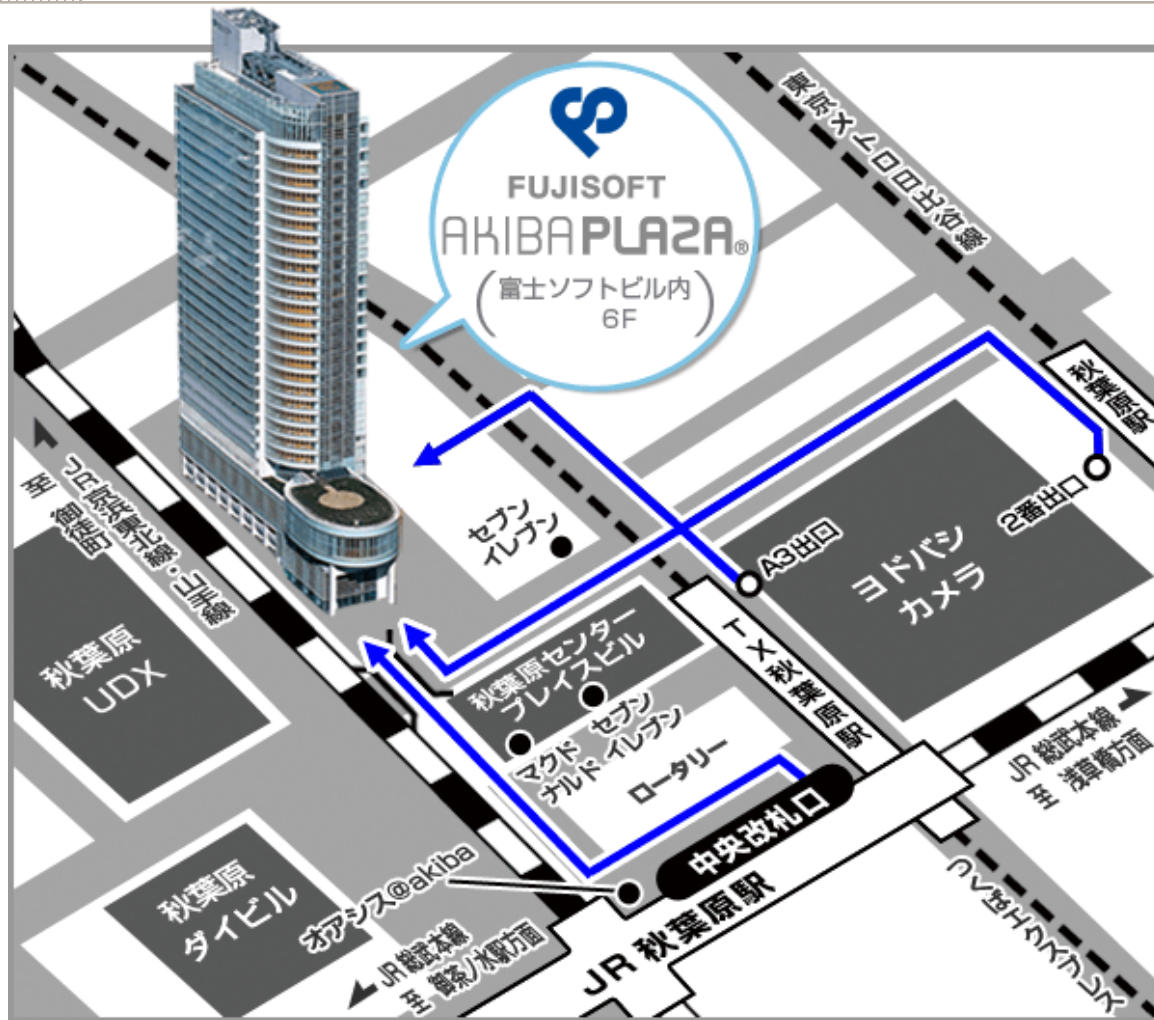 FUJISOFT
AKIBA PLAZA®
(富士ソフトビル内
6F)
東京メトロ日比谷線
秋葉原駅
2番出口
A3出口
ヨドバシ
カメラ
セブン
イレブン
JR京浜東北線・山手線
至 御徒町
秋葉原
UDX
秋葉原センター
プレイスビル
TX秋葉原駅
マクド
ナルド
セブン
イレブン
ロータリー
JR 総武本線
至 浅草橋方面
中央改札口
オアシス@akiba
秋葉原
ダイビル
JR 秋葉原駅
JR 総武本線
至 御茶ノ水駅方面
つくばエクスプレス